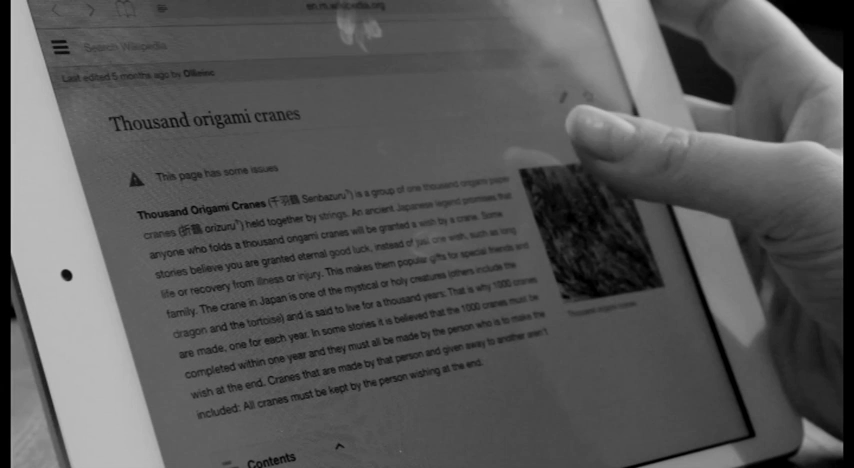 en.m.wikipedia.org
Search Wikipedia
Last edited 5 months ago by
Thousand origami cranes
This page has some issues
Thousand Origami Cranes (千羽鶴 Senbazuru?) is a group of one thousand origami paper
cranes (折鶴 orizuru?) held together by strings. An ancient Japanese legend promises that
anyone who folds a thousand origami cranes will be granted a wish by a crane. Some
stories believe you are granted eternal good luck, instead of just one wish, such as long
life or recovery from illness or injury. This makes them popular gifts for special friends and
family. The crane in Japan is one of the mystical or holy creatures (others include the
dragon and the tortoise) and is said to live for a thousand years: That is why 1000 cranes
are made, one for each year. In some stories it is believed that the 1000 cranes must be
completed within one year and they must all be made by the person who is to make the
wish at the end. Cranes that are made by that person and given away to another aren't
included: All cranes must be kept by the person wishing at the end.
Thousand origami cranes
Contents